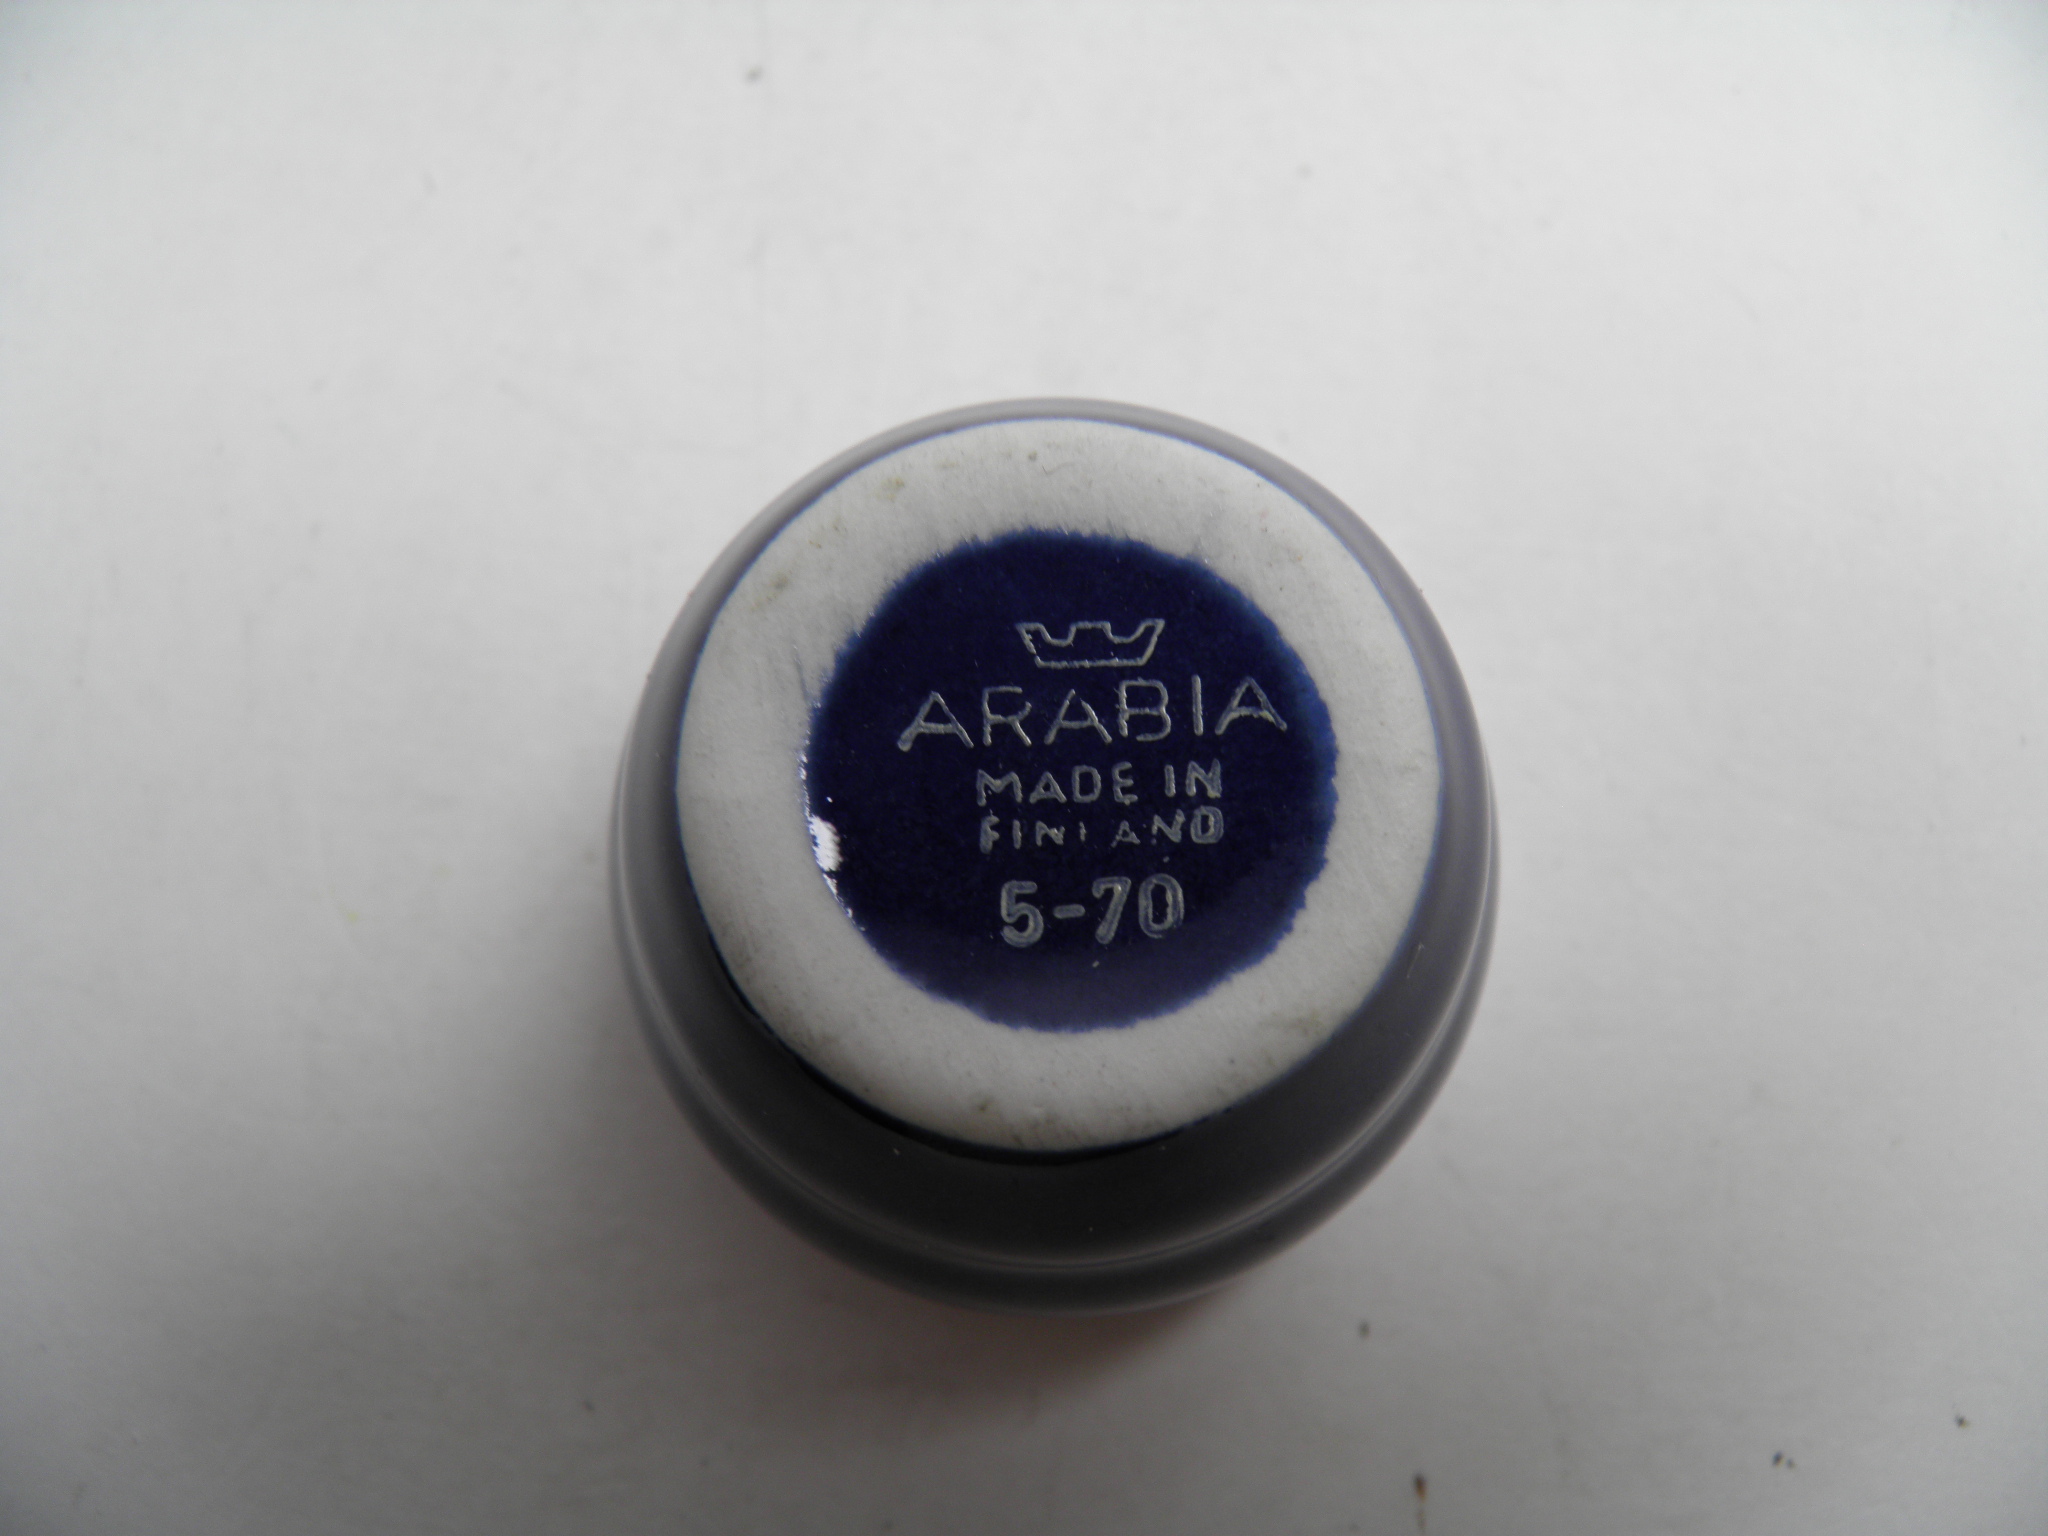 ARABIA
MADE IN
FINLAND
5-70